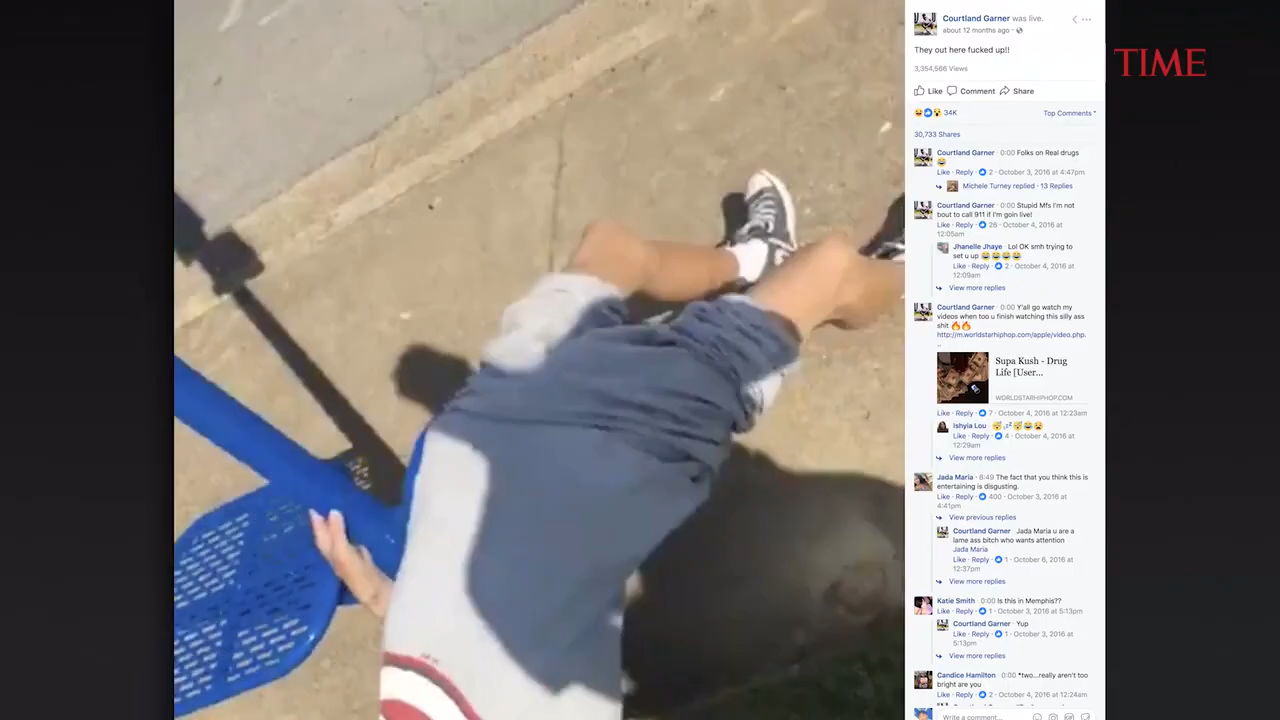 Courtland Garner was live.
about 12 months ago
They out here fucked up!!
3,354,566 Views
Like Comment Share
34K
Top Comments
30,733 Shares
Courtland Garner · 0:00 Folks on Real drugs
😂
Like · Reply · 2 · October 3, 2016 at 4:47pm
Michele Turney replied · 13 Replies
Courtland Garner · 0:00 Stupid Mfs I'm not
bout to call 911 if I'm goin live!
Like · Reply · 26 · October 4, 2016 at
12:05am
Jhanelle Jhaye · Lol OK smh trying to
set u up 😂😂😂😂
Like · Reply · 2 · October 4, 2016 at
12:09am
View more replies
Courtland Garner · 0:00 Y'all go watch my
videos when too u finish watching this silly ass
shit 🔥🔥
http://m.worldstarhiphop.com/apple/video.php.
..
Supa Kush - Drug
Life [User...
WORLDSTARHIPHOP.COM
Like · Reply · 7 · October 4, 2016 at 12:23am
Ishyia Lou ·
Like · Reply · 4 · October 4, 2016 at
12:29am
View more replies
Jada Maria · 8:49 The fact that you think this is
entertaining is disgusting.
Like · Reply · 400 · October 3, 2016 at
4:41pm
View previous replies
Courtland Garner · Jada Maria u are a
lame ass bitch who wants attention
Jada Maria
Like · Reply · 1 · October 6, 2016 at
12:37pm
View more replies
Katie Smith · 0:00 Is this in Memphis??
Like · Reply · 1 · October 3, 2016 at 5:13pm
Courtland Garner · Yup
Like · Reply · 1 · October 3, 2016 at
5:13pm
View more replies
Candice Hamilton · 0:00 *two...really aren't too
bright are you
Like · Reply · 2 · October 4, 2016 at 12:24am
Write a comment...
TIME